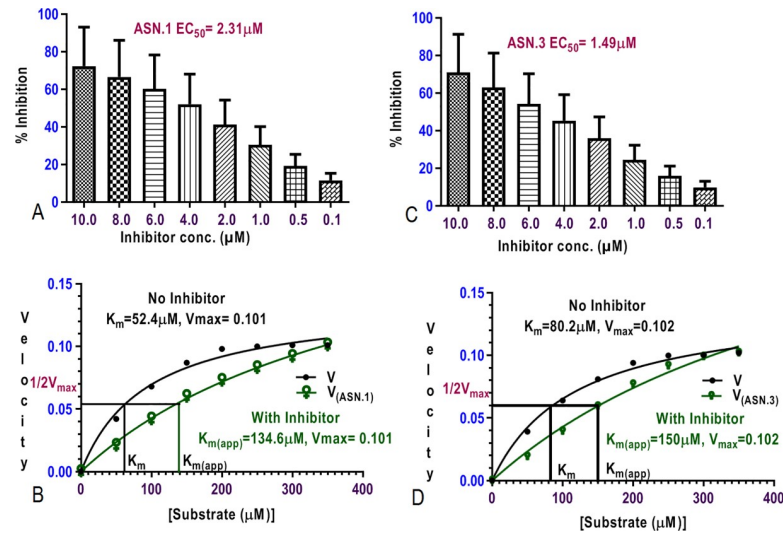 ASN.1 EC50= 2.31μM
% Inhibition
100
80
60
40
20
0
10.0 8.0 6.0 4.0 2.0 1.0 0.5 0.1
Inhibitor conc. (μM)
A
ASN.3 EC50= 1.49μM
% Inhibition
100
80
60
40
20
0
10.0 8.0 6.0 4.0 2.0 1.0 0.5 0.1
Inhibitor conc. (μM)
C
Velocity
0.15
0.10
0.05
0.00
1/2Vmax
No Inhibitor
Km=52.4μM, Vmax= 0.101
V
V(ASN.1)
With Inhibitor
Km(app)=134.6μM, Vmax= 0.101
Km
Km(app)
0 100 200 300 400
[Substrate (μM)]
B
Velocity
0.15
0.10
0.05
0.00
1/2Vmax
No Inhibitor
Km=80.2μM, Vmax=0.102
V
V(ASN.3)
With Inhibitor
Km(app)=150μM, Vmax=0.102
Km
Km(app)
0 100 200 300 400
[Substrate (μM)]
D